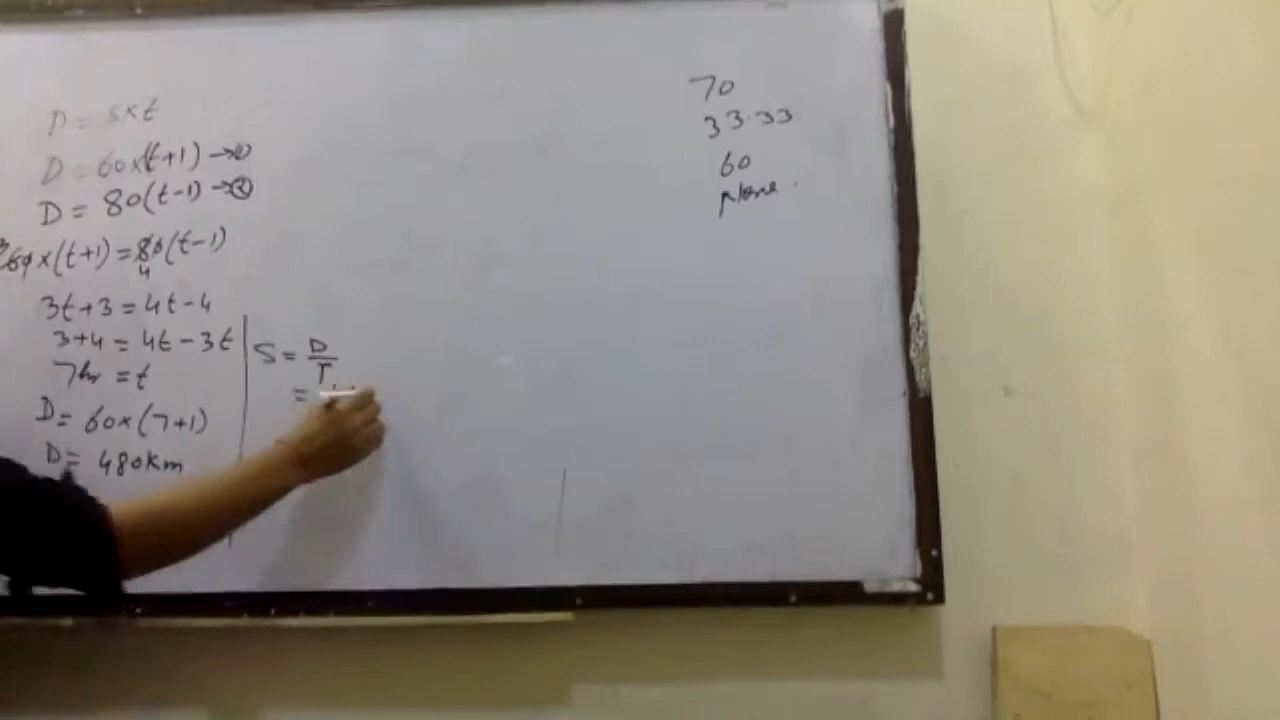 D = s×t
D = 60×(t+1) → ①
D = 80(t-1) → ②
60×(t+1) = 80(t-1)
4
3t+3 = 4t-4
3+4 = 4t-3t
7hr = t
D = 60×(7+1)
D = 480km
S = D/T
=
70
33.33
60